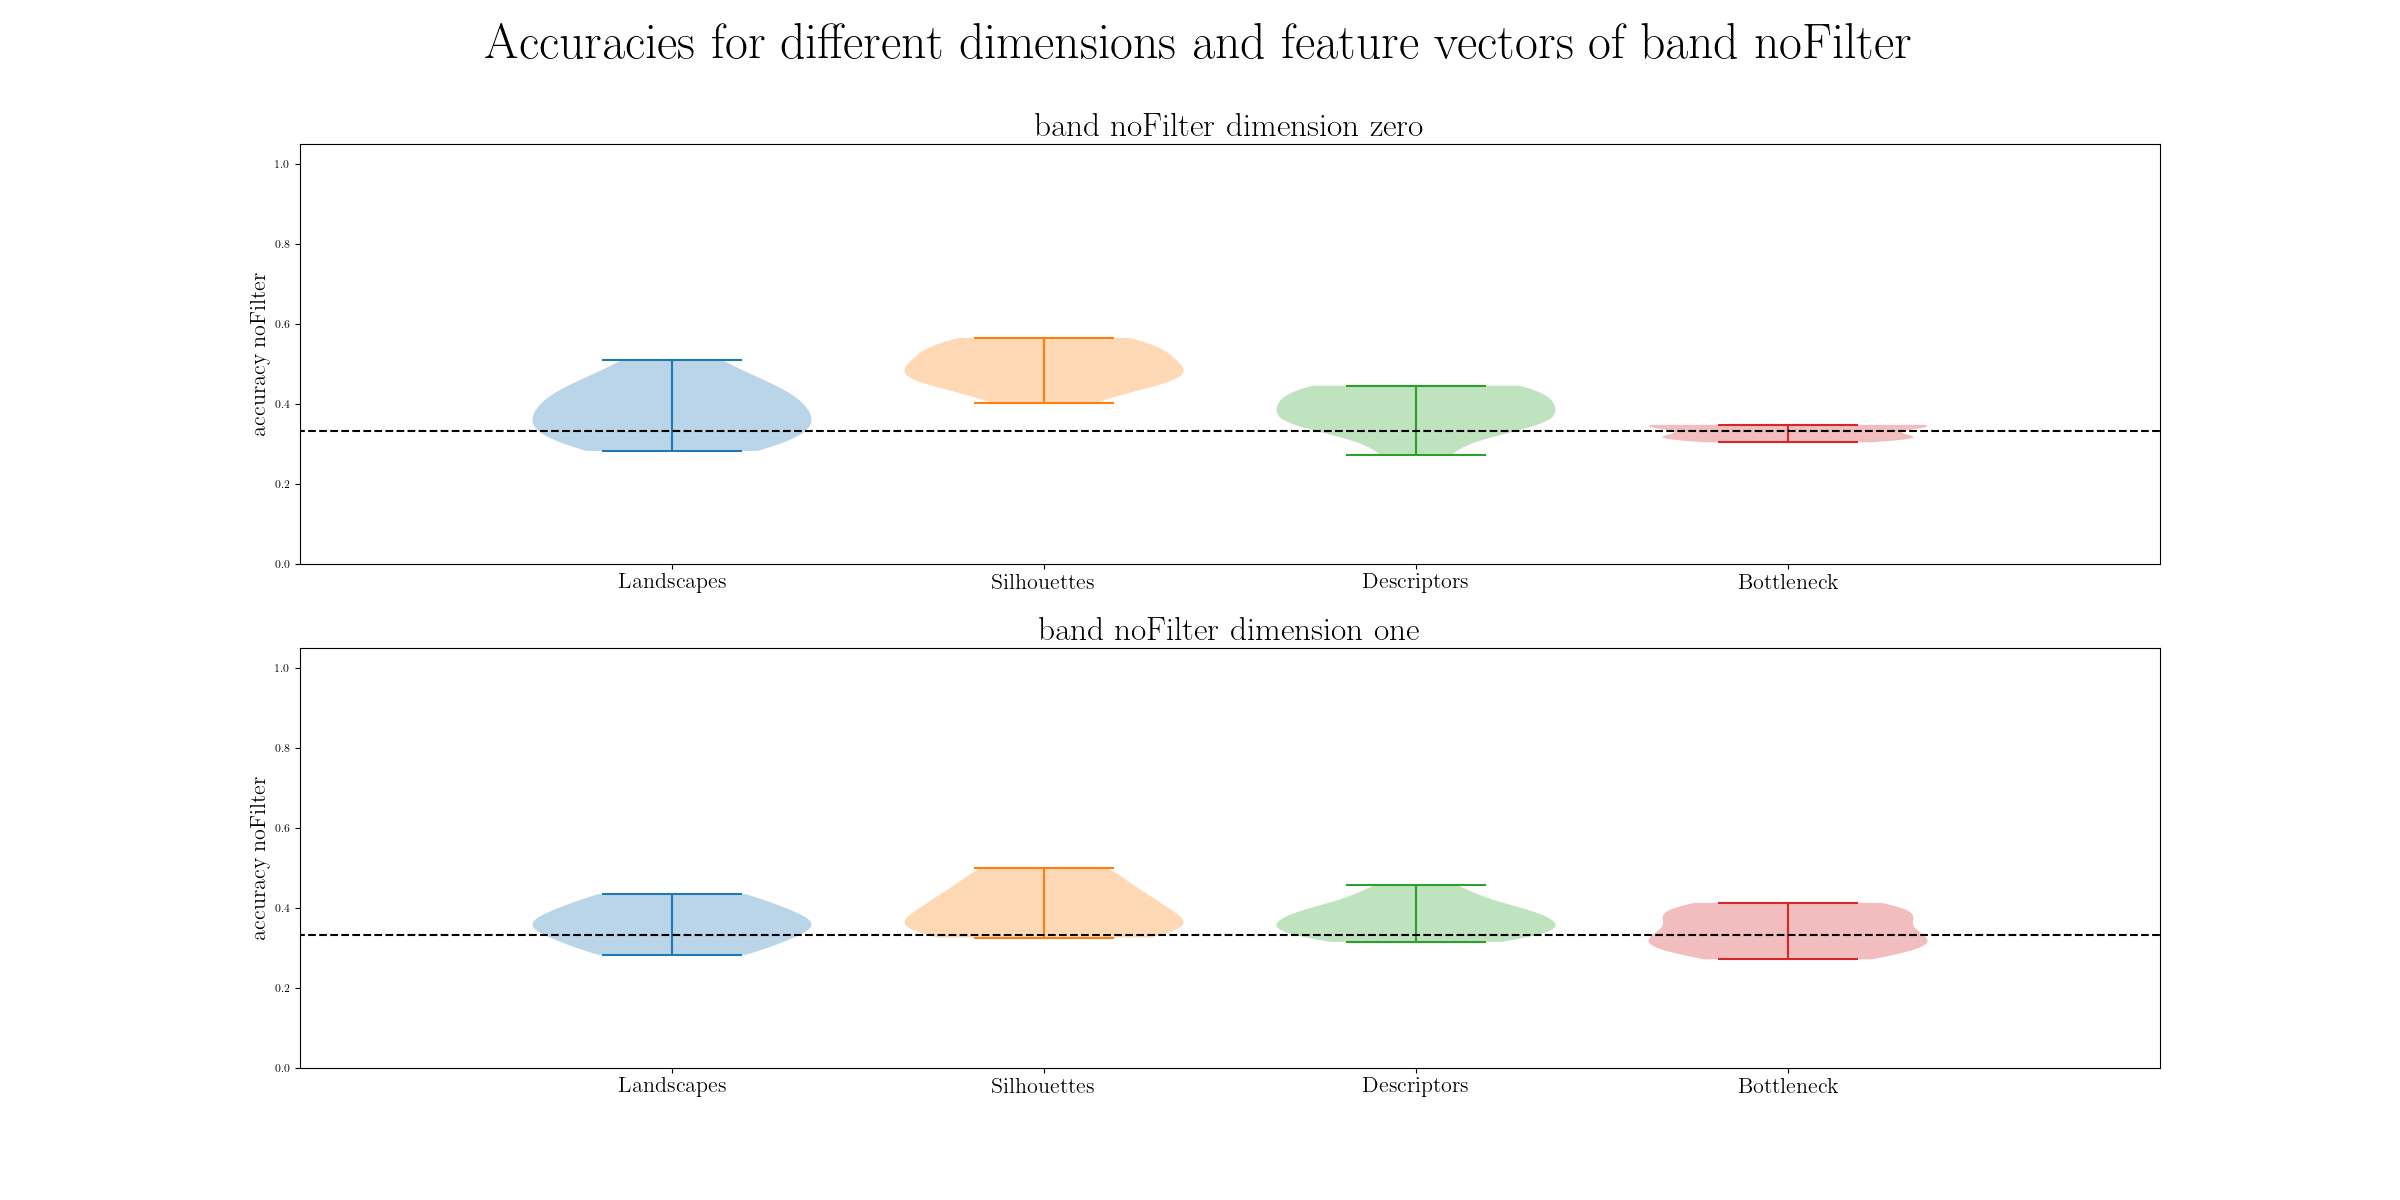 Accuracies for different dimensions and feature vectors of band noFilter
band noFilter dimension zero
accuracy noFilter
1.0
0.8
0.6
0.4
0.2
0.0
Landscapes Silhouettes Descriptors Bottleneck
band noFilter dimension one
accuracy noFilter
1.0
0.8
0.6
0.4
0.2
0.0
Landscapes Silhouettes Descriptors Bottleneck